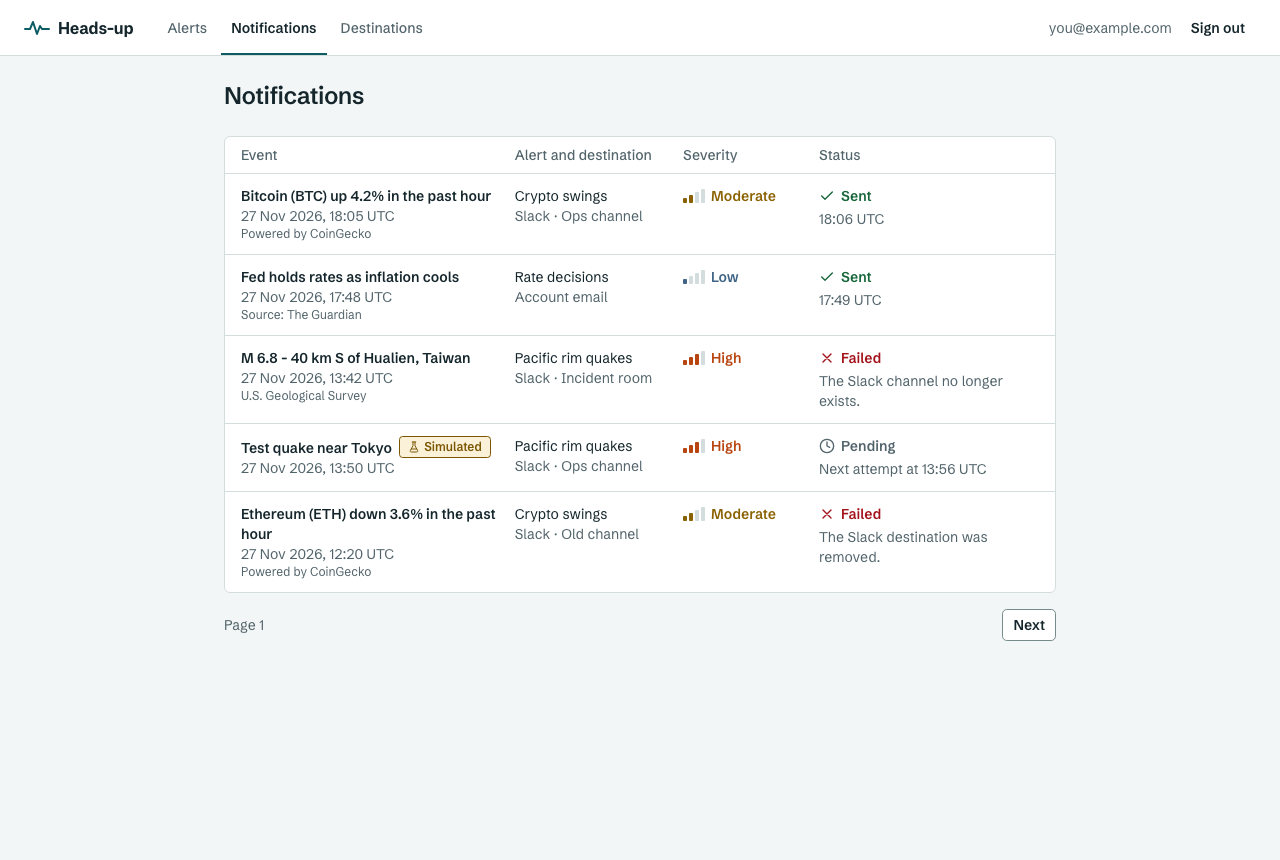 Heads-up
Alerts
Notifications
Destinations
you@example.com
Sign out
Notifications
Event
Alert and destination
Severity
Status
Bitcoin (BTC) up 4.2% in the past hour
27 Nov 2026, 18:05 UTC
Powered by CoinGecko
Crypto swings
Slack · Ops channel
Moderate
Sent
18:06 UTC
Fed holds rates as inflation cools
27 Nov 2026, 17:48 UTC
Source: The Guardian
Rate decisions
Account email
Low
Sent
17:49 UTC
M 6.8 - 40 km S of Hualien, Taiwan
27 Nov 2026, 13:42 UTC
U.S. Geological Survey
Pacific rim quakes
Slack · Incident room
High
Failed
The Slack channel no longer
exists.
Test quake near Tokyo
Simulated
27 Nov 2026, 13:50 UTC
Pacific rim quakes
Slack · Ops channel
High
Pending
Next attempt at 13:56 UTC
Ethereum (ETH) down 3.6% in the past
hour
27 Nov 2026, 12:20 UTC
Powered by CoinGecko
Crypto swings
Slack · Old channel
Moderate
Failed
The Slack destination was
removed.
Page 1
Next